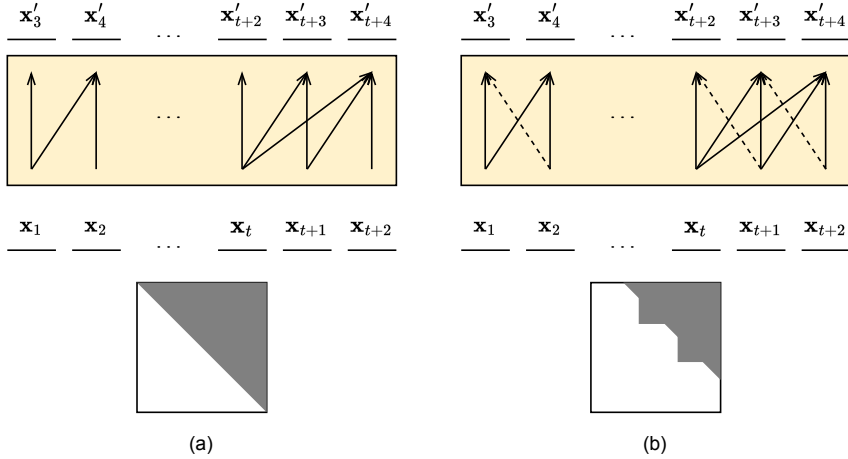 x′₃ x′₄ ... x′ₜ₊₂ x′ₜ₊₃ x′ₜ₊₄ x′₃ x′₄ ... x′ₜ₊₂ x′ₜ₊₃ x′ₜ₊₄
... ...
x₁ x₂ ... xₜ xₜ₊₁ xₜ₊₂ x₁ x₂ ... xₜ xₜ₊₁ xₜ₊₂
(a) (b)